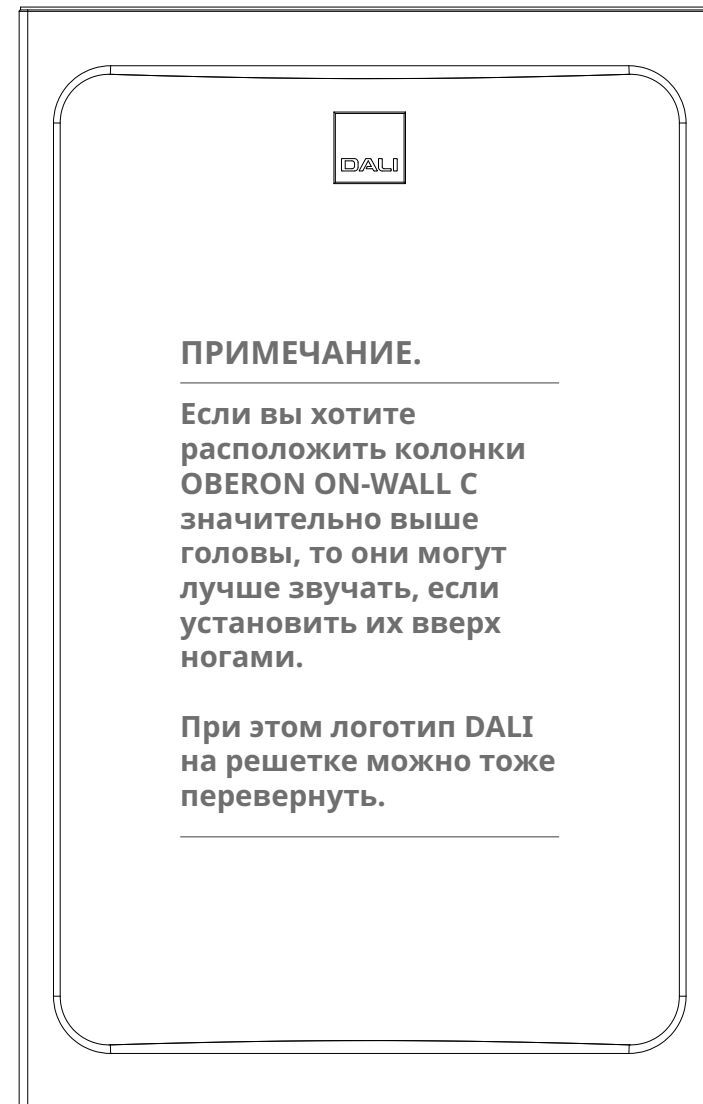 DALI
ПРИМЕЧАНИЕ.
Если вы хотите
расположить колонки
OBERON ON-WALL C
значительно выше
головы, то они могут
лучше звучать, если
установить их вверх
ногами.
При этом логотип DALI
на решетке можно тоже
перевернуть.